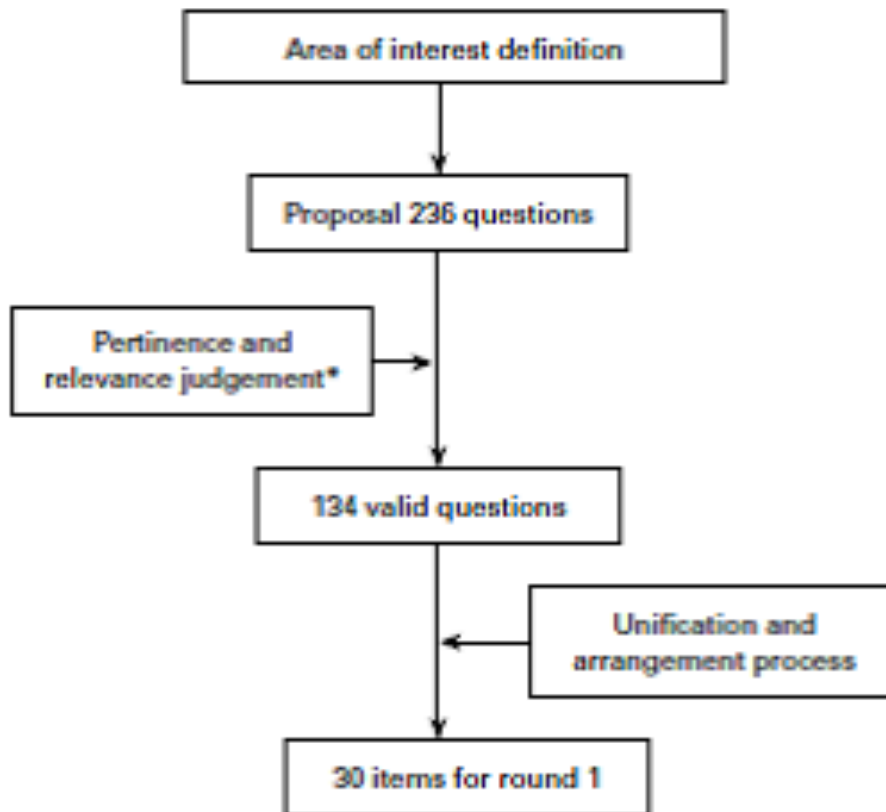 Area of interest definition
Proposal 236 questions
Pertinence and
relevance judgement*
134 valid questions
Unification and
arrangement process
30 items for round 1